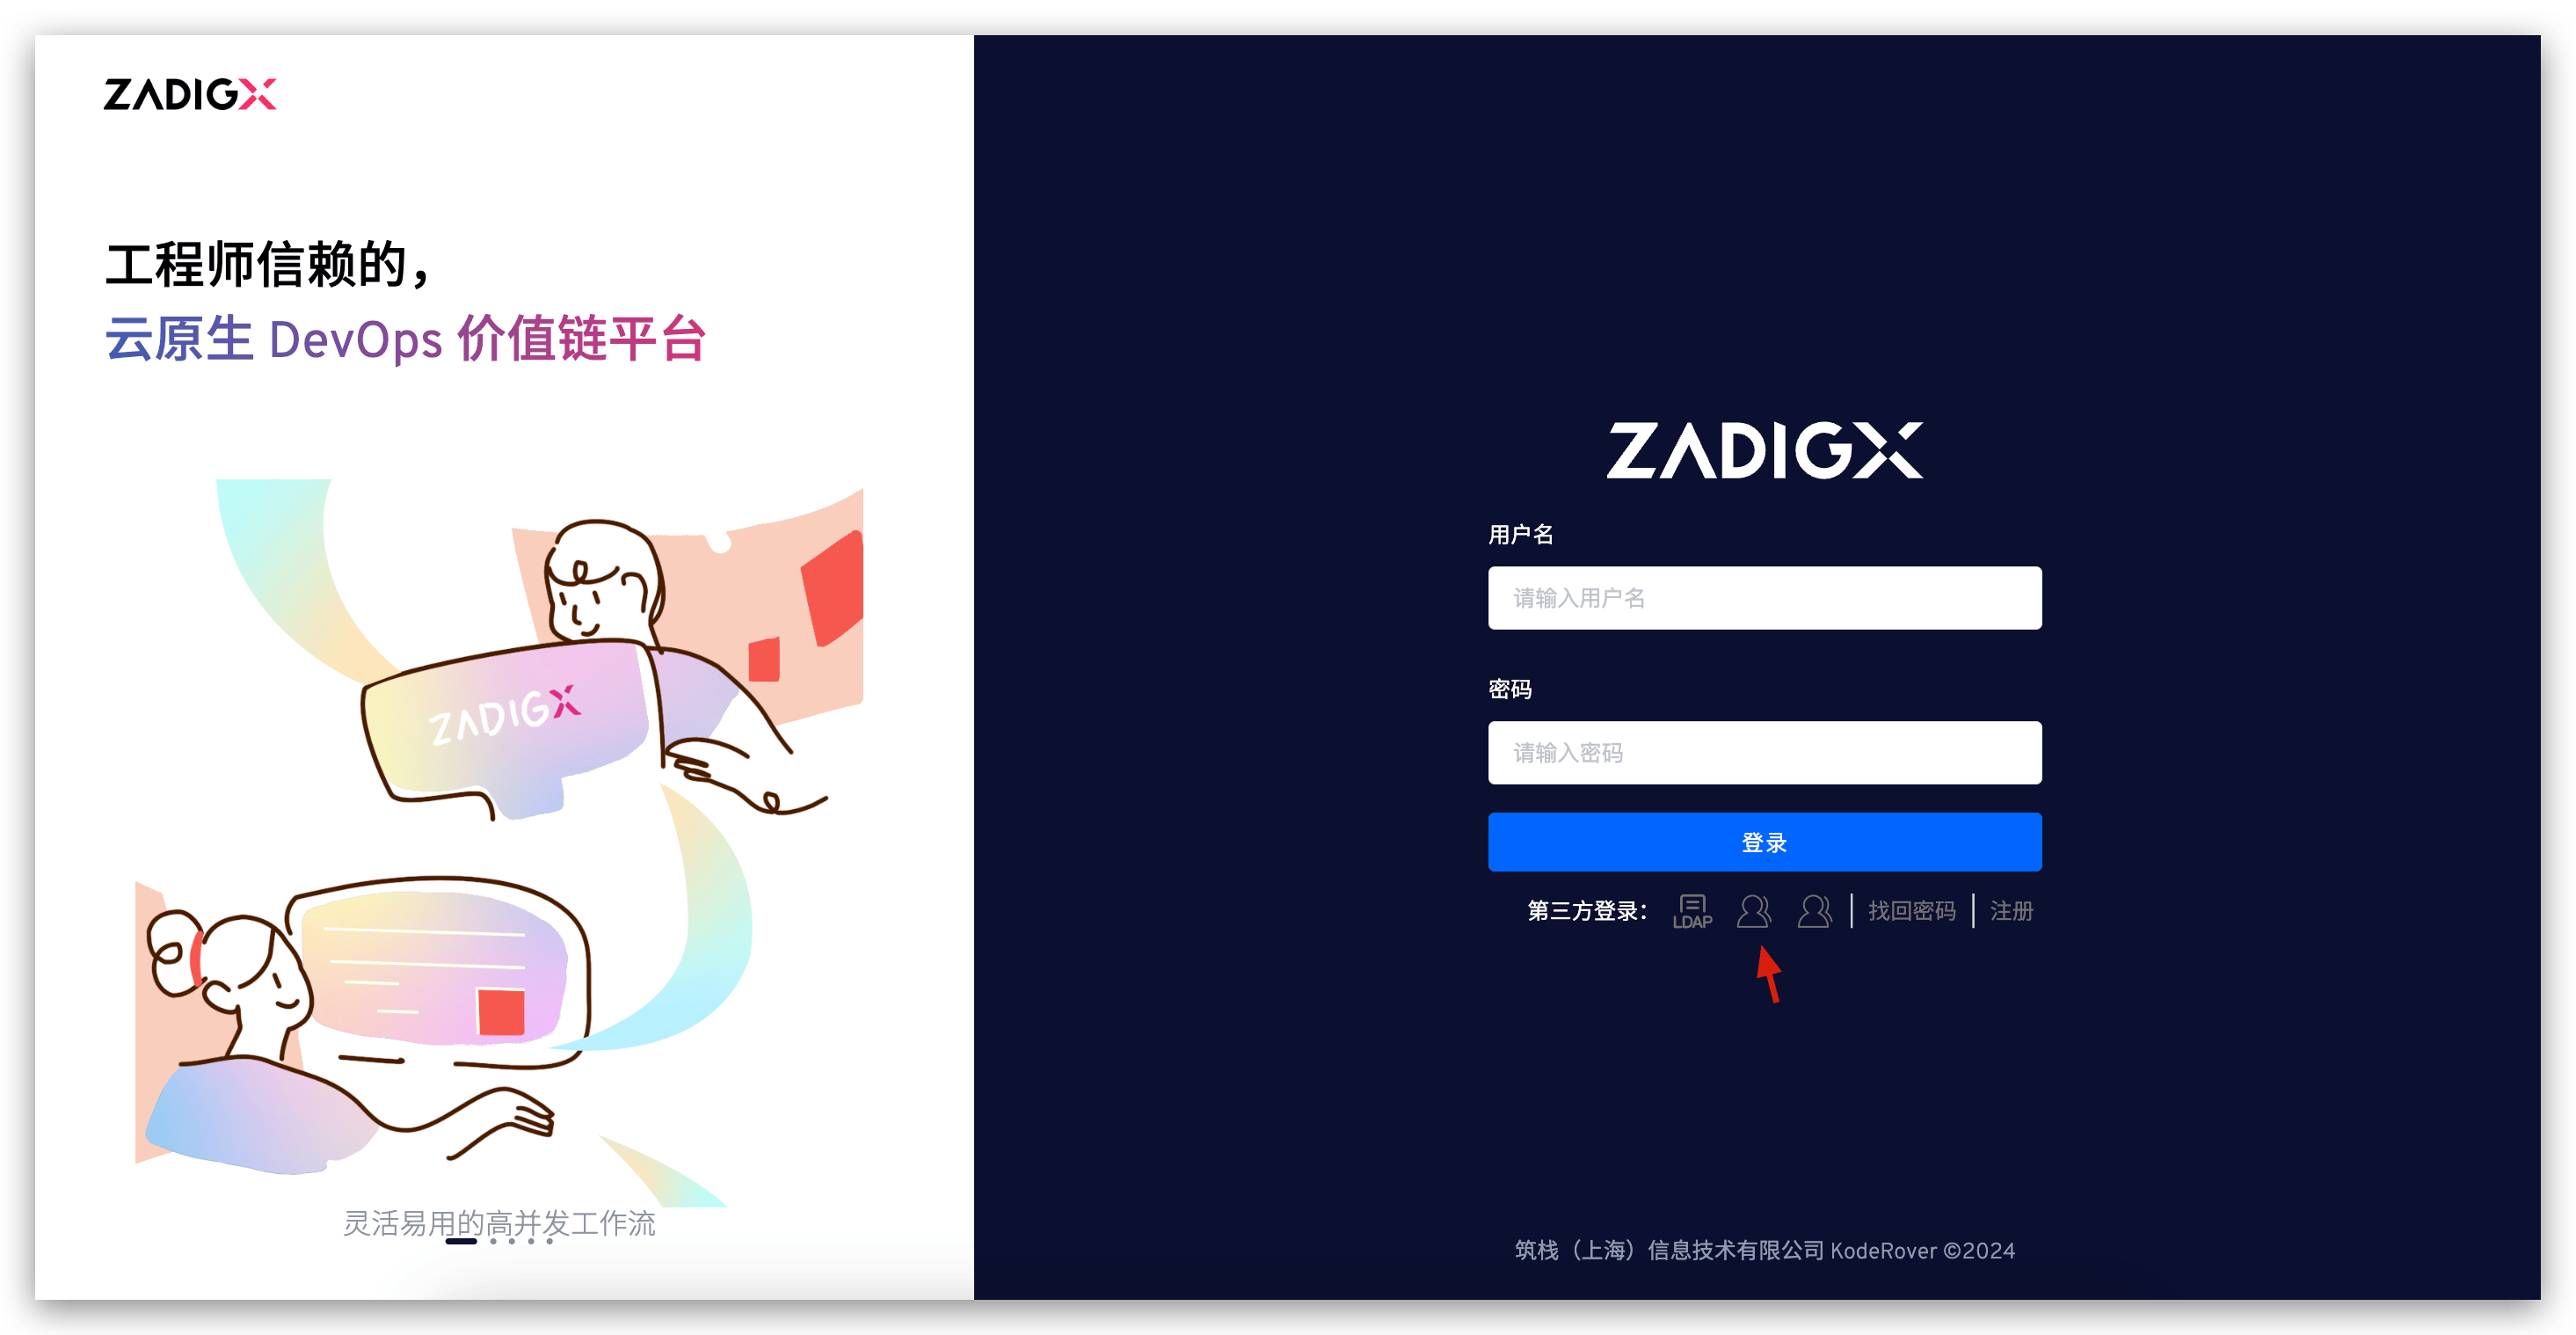 ZADIGX
工程师信赖的，
云原生 DevOps 价值链平台
ZADIGX
灵活易用的高并发工作流
ZADIGX
用户名
请输入用户名
密码
请输入密码
登录
第三方登录： LDAP 找回密码 注册
筑栈（上海）信息技术有限公司 KodeRover ©2024